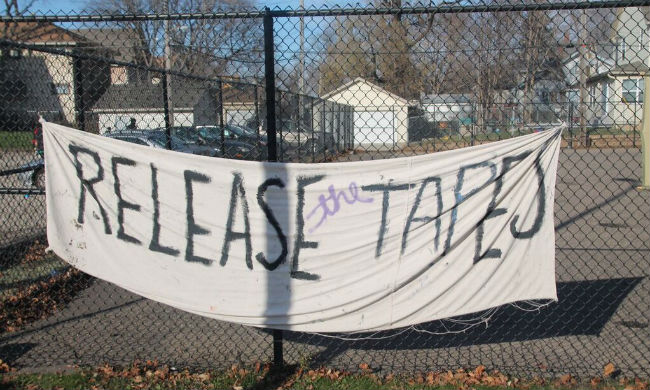 RELEASE the TAPES